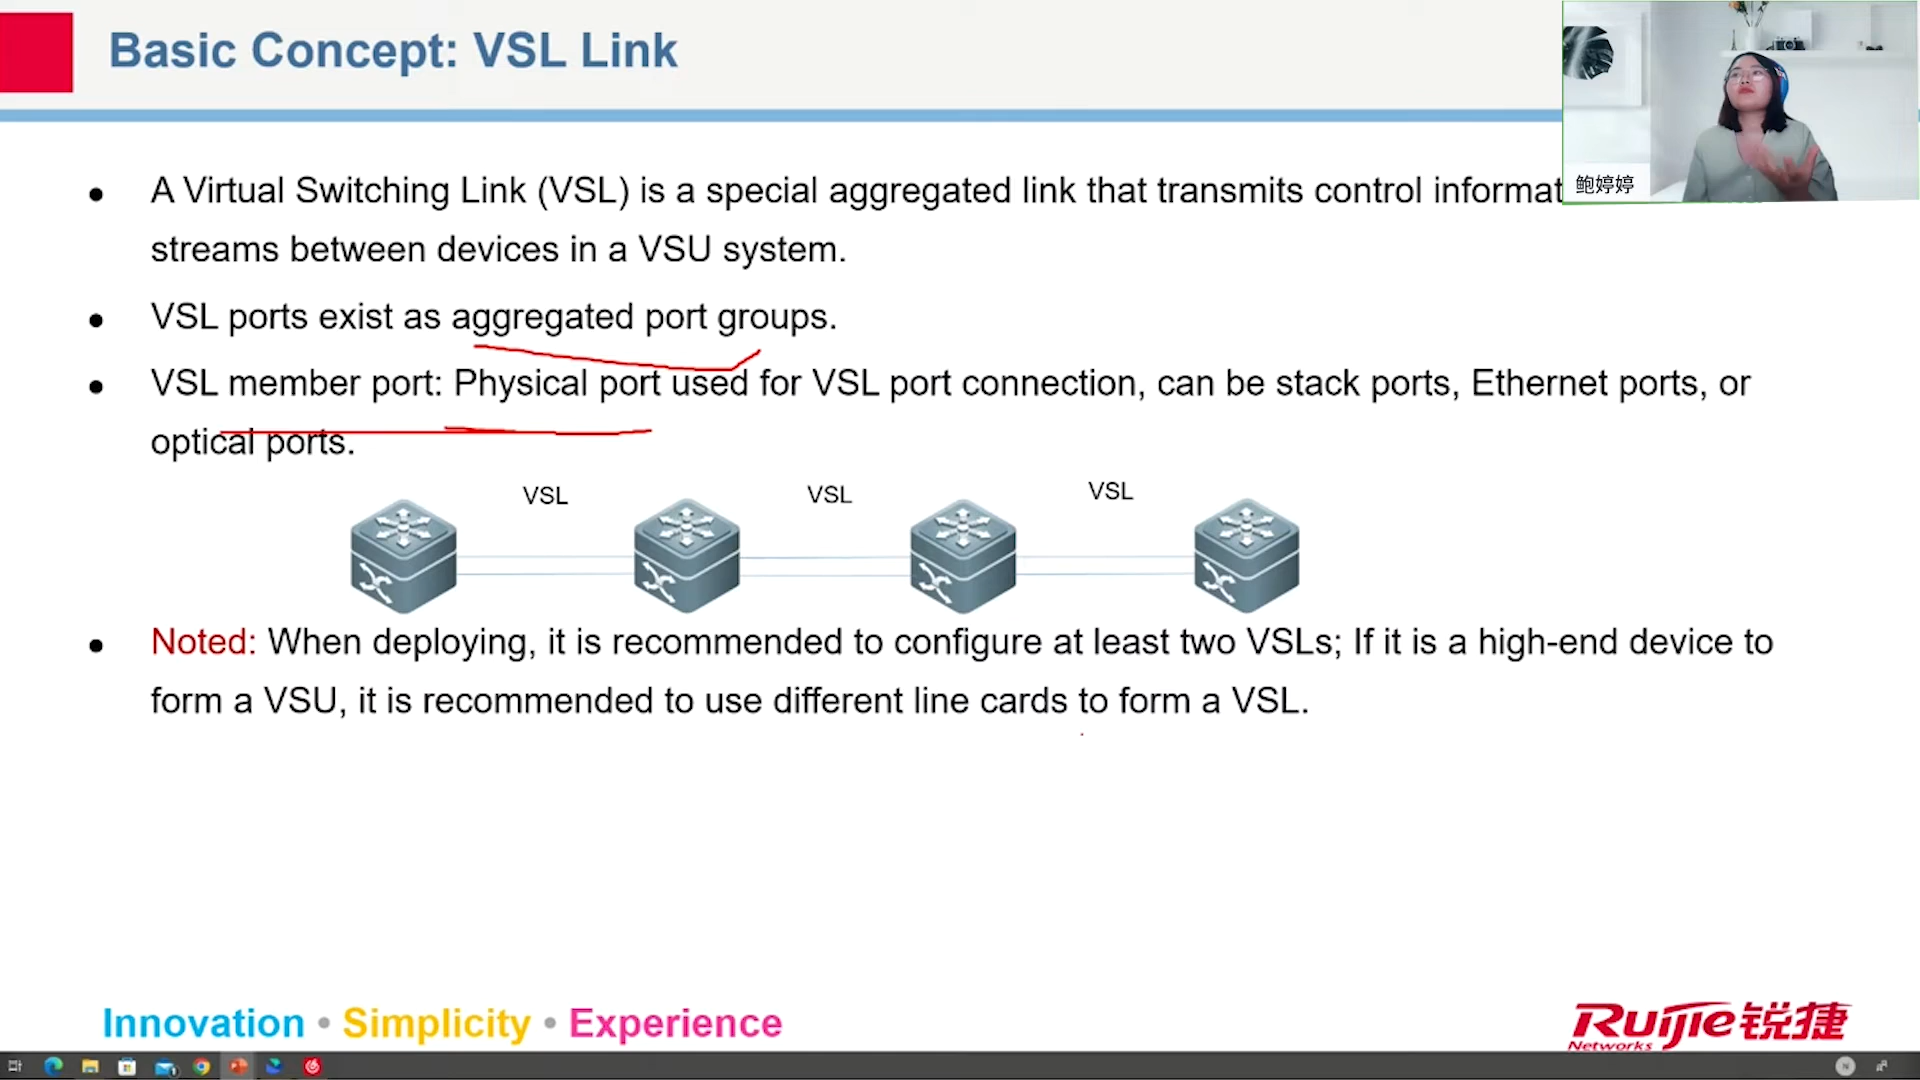 Basic Concept: VSL Link
鲍婷婷
• A Virtual Switching Link (VSL) is a special aggregated link that transmits control informat
streams between devices in a VSU system.
• VSL ports exist as aggregated port groups.
• VSL member port: Physical port used for VSL port connection, can be stack ports, Ethernet ports, or
optical ports.
VSL VSL VSL
• Noted: When deploying, it is recommended to configure at least two VSLs; If it is a high-end device to
form a VSU, it is recommended to use different line cards to form a VSL.
Innovation • Simplicity • Experience
Ruijie锐捷
Networks